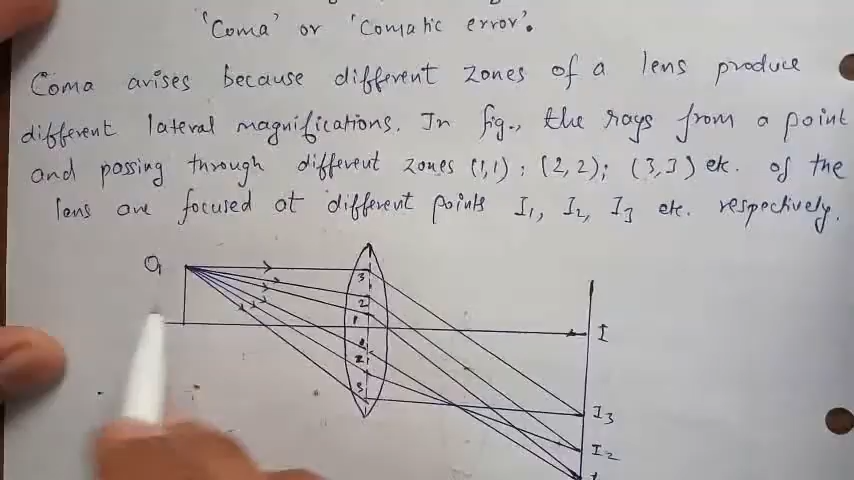 'Coma' or 'Comatic error'.
Coma arises because different zones of a lens produce
different lateral magnifications. In fig., the rays from a point
and passing through different zones (1,1); (2,2); (3,3) etc. of the
lens are focused at different points I₁, I₂, I₃ etc. respectively.
O₁
3
2
1
1
2
3
I
I₃
I₂